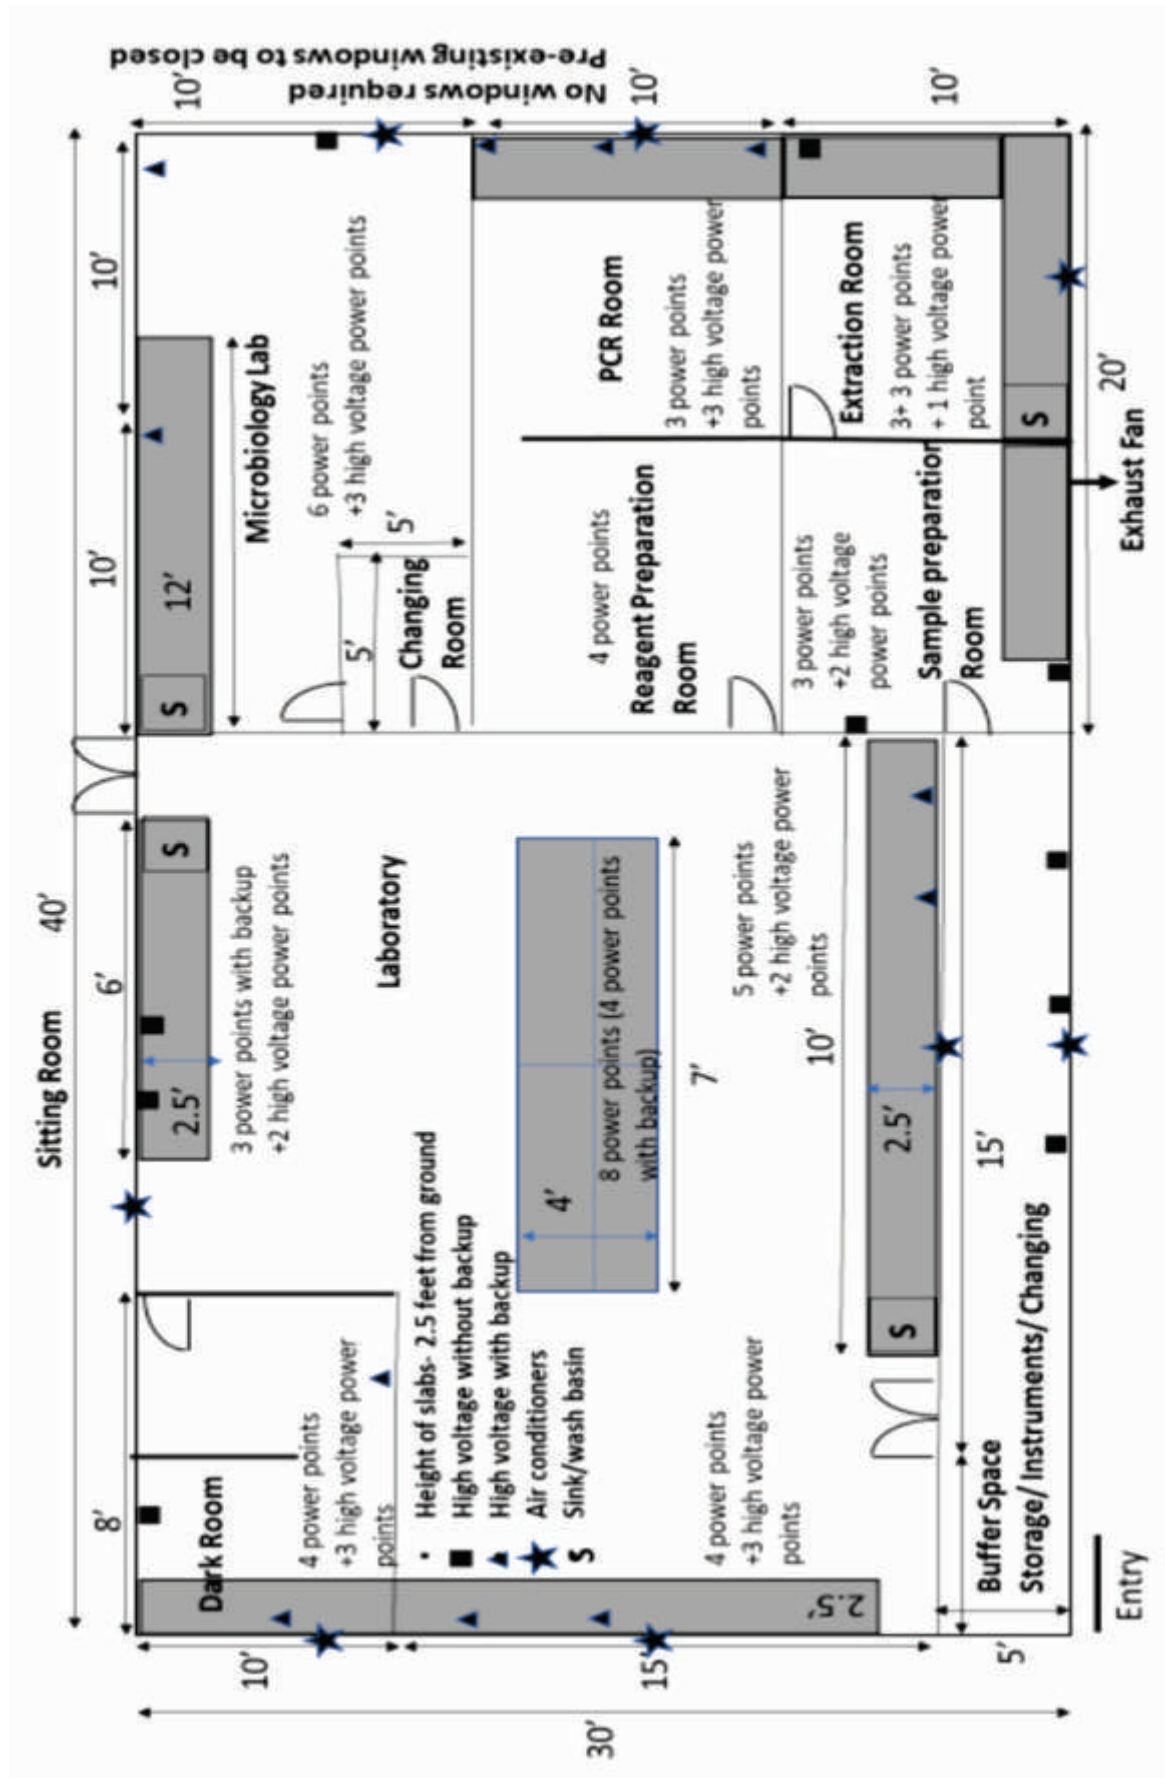 Sitting Room
40'
8'
6'
10'
10'
10'
Dark Room
4 power points
+3 high voltage power
points
2.5'
S
3 power points with backup
+2 high voltage power points
S
12'
Microbiology Lab
6 power points
+3 high voltage power points
5'
5'
Changing
Room
10'
Pre-existing windows to be closed
No windows required
Laboratory
· Height of slabs- 2.5 feet from ground
High voltage without backup
High voltage with backup
Air conditioners
S Sink/wash basin
4'
8 power points (4 power points
with backup)
7'
4 power points
Reagent Preparation
Room
PCR Room
3 power points
+3 high voltage power
points
10'
15'
30'
4 power points
+3 high voltage power
points
2.5'
5 power points
+2 high voltage power
points
10'
2.5'
S
3 power points
+2 high voltage
power points
Sample preparation
Room
Extraction Room
3+ 3 power points
+ 1 high voltage power
point
S
10'
15'
Buffer Space
Storage/ Instruments/ Changing
5'
20'
Entry
Exhaust Fan